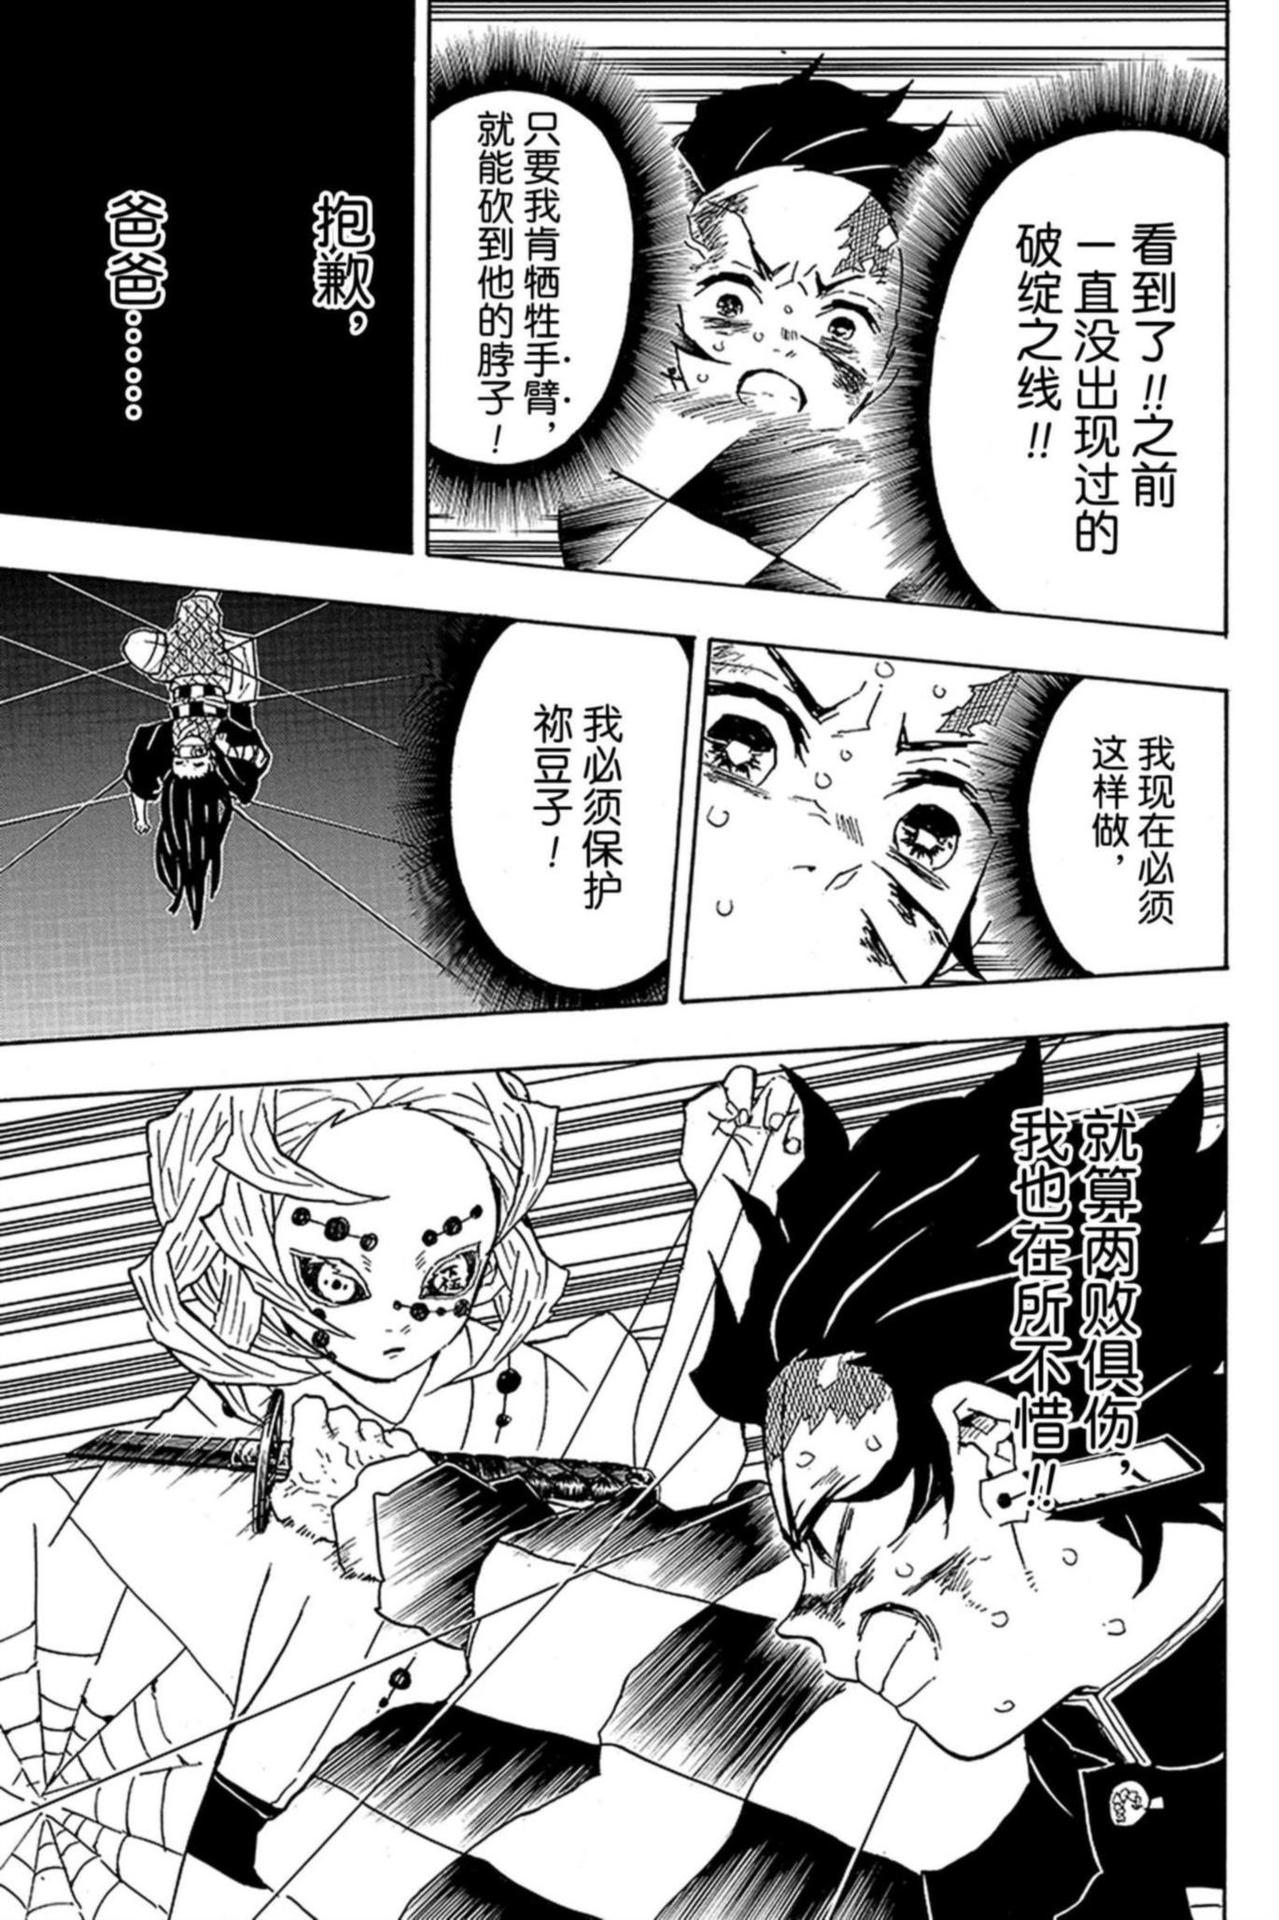 看到了!!之前
一直没出现过的
破绽之线!!
只要我肯牺牲手臂，
就能砍到他的脖子！
抱歉，
爸爸……
我现在必须
这样做，
我必须保护
祢豆子！
就算两败俱伤，
我也在所不惜!!
下伍